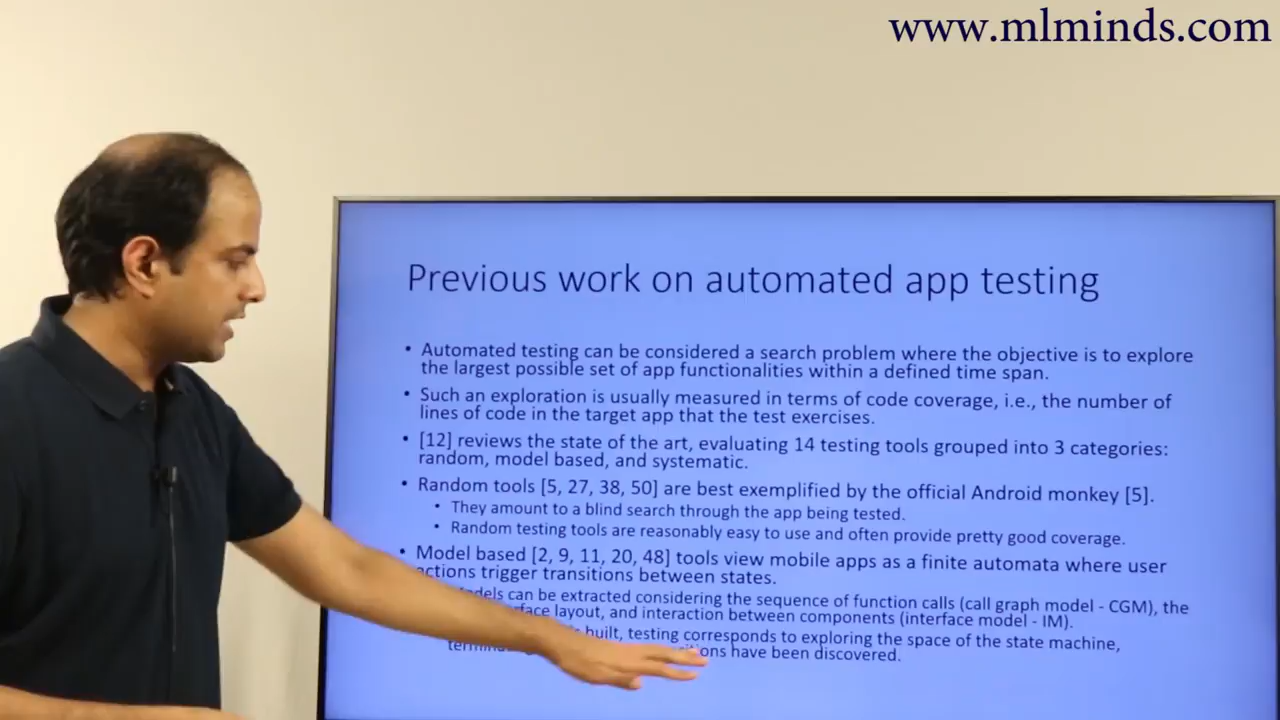 www.mlminds.com
Previous work on automated app testing
• Automated testing can be considered a search problem where the objective is to explore
the largest possible set of app functionalities within a defined time span.
• Such an exploration is usually measured in terms of code coverage, i.e., the number of
lines of code in the target app that the test exercises.
• [12] reviews the state of the art, evaluating 14 testing tools grouped into 3 categories:
random, model based, and systematic.
• Random tools [5, 27, 38, 50] are best exemplified by the official Android monkey [5].
• They amount to a blind search through the app being tested.
• Random testing tools are reasonably easy to use and often provide pretty good coverage.
• Model based [2, 9, 11, 20, 48] tools view mobile apps as a finite automata where user
actions trigger transitions between states.
can be extracted considering the sequence of function calls (call graph model - CGM), the
layout, and interaction between components (interface model - IM).
built, testing corresponds to exploring the space of the state machine,
have been discovered.